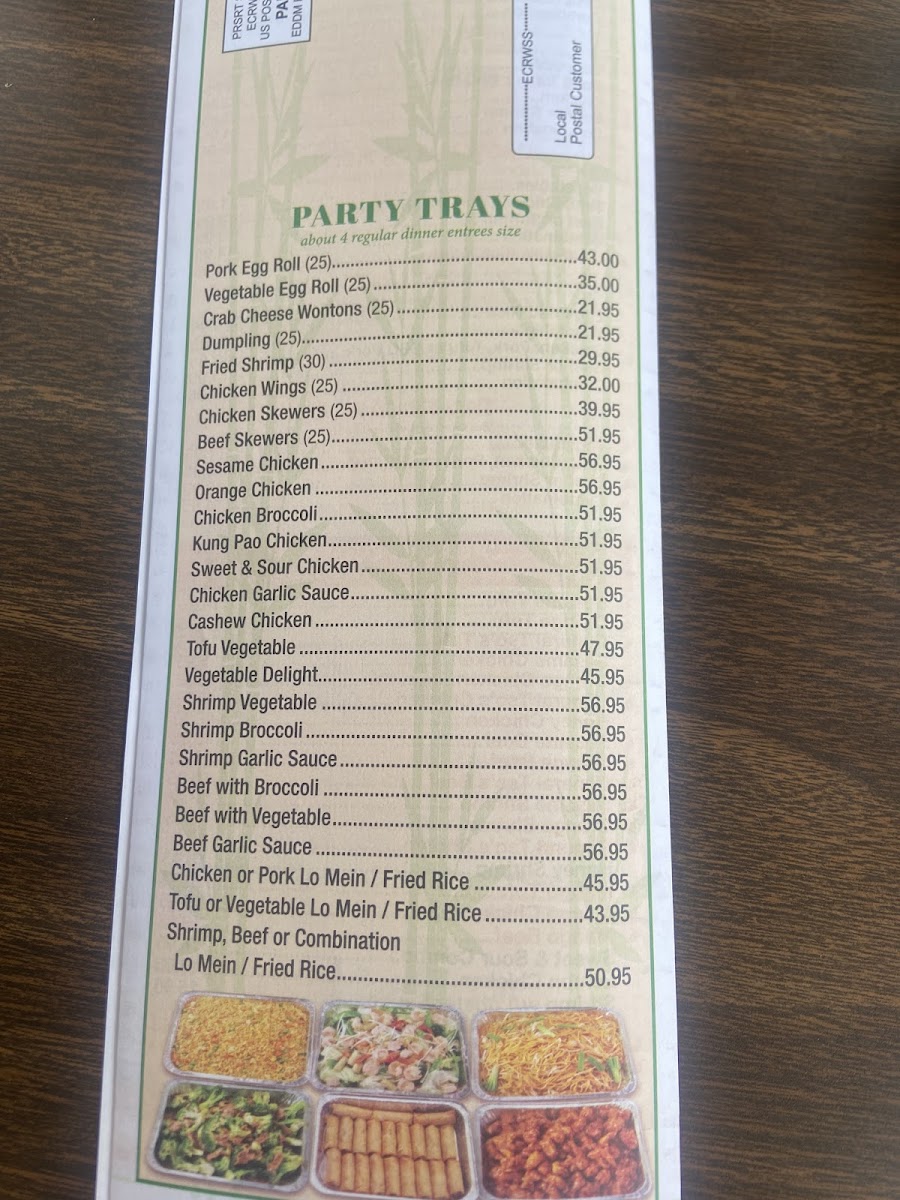 PRSRT
ECRW
US POS
PA
EDDM
ECRWSS
Local
Postal Customer
PARTY TRAYS
about 4 regular dinner entrees size
Pork Egg Roll (25)..........43.00
Vegetable Egg Roll (25)..........35.00
Crab Cheese Wontons (25)..........21.95
Dumpling (25)..........21.95
Fried Shrimp (30)..........29.95
Chicken Wings (25)..........32.00
Chicken Skewers (25)..........39.95
Beef Skewers (25)..........51.95
Sesame Chicken..........56.95
Orange Chicken..........56.95
Chicken Broccoli..........51.95
Kung Pao Chicken..........51.95
Sweet & Sour Chicken..........51.95
Chicken Garlic Sauce..........51.95
Cashew Chicken..........51.95
Tofu Vegetable..........47.95
Vegetable Delight..........45.95
Shrimp Vegetable..........56.95
Shrimp Broccoli..........56.95
Shrimp Garlic Sauce..........56.95
Beef with Broccoli..........56.95
Beef with Vegetable..........56.95
Beef Garlic Sauce..........56.95
Chicken or Pork Lo Mein / Fried Rice..........45.95
Tofu or Vegetable Lo Mein / Fried Rice..........43.95
Shrimp, Beef or Combination
Lo Mein / Fried Rice..........50.95